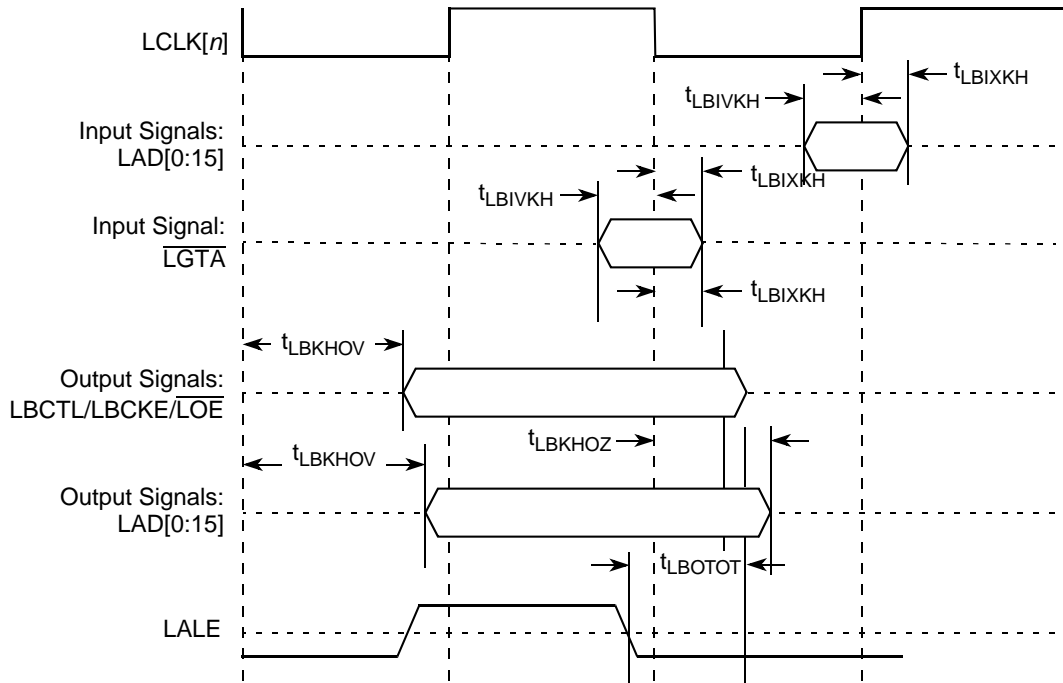 LCLK[n]
tLBIXKH
tLBIVKH
Input Signals:
LAD[0:15]
tLBIXKH
tLBIVKH
Input Signal:
LGTA
tLBIXKH
tLBKHOV
Output Signals:
LBCTL/LBCKE/LOE
tLBKHOZ
tLBKHOV
Output Signals:
LAD[0:15]
tLBOTOT
LALE